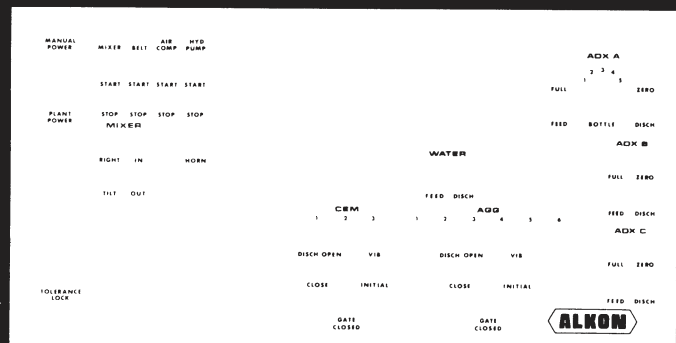 MANUAL POWER
MIXER BELT AIR COMP HYD PUMP
START START START START
PLANT POWER
STOP STOP STOP STOP
MIXER
RIGHT IN HORN
TILT OUT
TOLERANCE LOCK
WATER
FEED DISCH
CEM
1 2 3
DISCH OPEN VIB
CLOSE INITIAL
GATE CLOSED
AGG
1 2 3 4 5 6
DISCH OPEN VIB
CLOSE INITIAL
GATE CLOSED
ADX A
1 2 3 4 5
FULL ZERO
FEED BOTTLE DISCH
ADX B
FULL ZERO
FEED DISCH
ADX C
FULL ZERO
FEED DISCH
ALKON